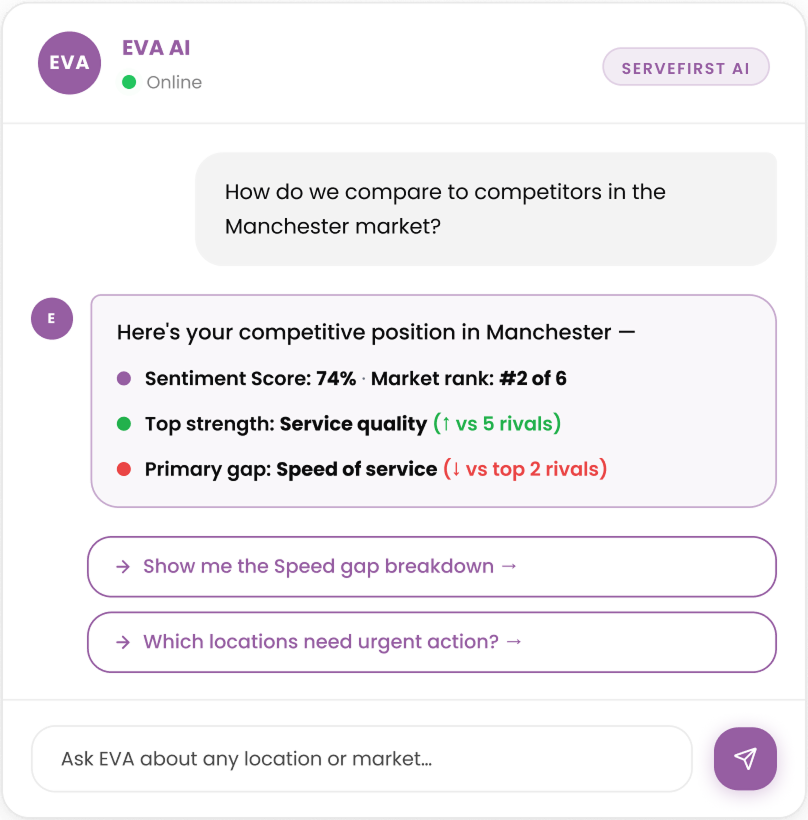 EVA
EVA AI
Online
SERVEFIRST AI
How do we compare to competitors in the
Manchester market?
E
Here's your competitive position in Manchester —
Sentiment Score: 74% · Market rank: #2 of 6
Top strength: Service quality (↑ vs 5 rivals)
Primary gap: Speed of service (↓ vs top 2 rivals)
→ Show me the Speed gap breakdown →
→ Which locations need urgent action? →
Ask EVA about any location or market...